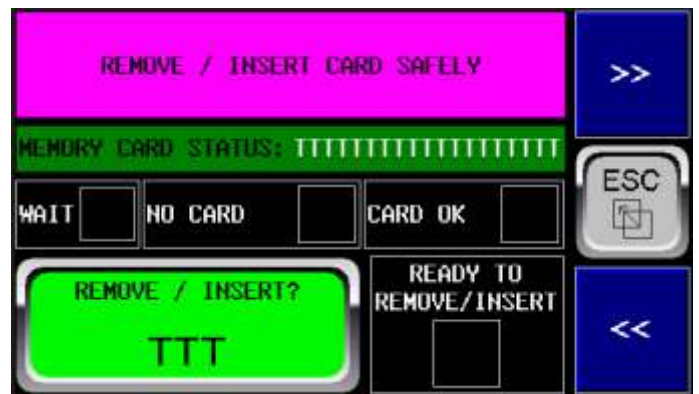 REMOVE / INSERT CARD SAFELY
>>
MEMORY CARD STATUS: TTTTTTTTTTTTTTTTTTTT
ESC
WAIT
NO CARD
CARD OK
REMOVE / INSERT?
TTT
READY TO
REMOVE/INSERT
<<